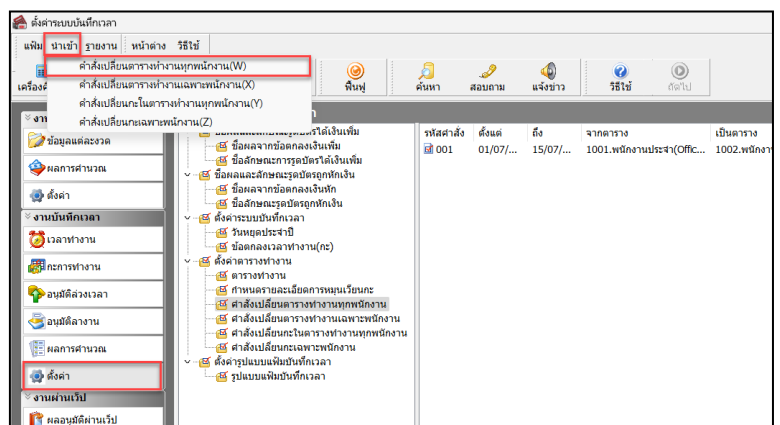 ตั้งค่าระบบบันทึกเวลา
แฟ้ม นำเข้า รายงาน หน้าต่าง วิธีใช้
คำสั่งเปลี่ยนตารางทำงานทุกพนักงาน(W)
คำสั่งเปลี่ยนตารางทำงานเฉพาะพนักงาน(X)
คำสั่งเปลี่ยนกะในตารางทำงานทุกพนักงาน(Y)
คำสั่งเปลี่ยนกะเฉพาะพนักงาน(Z)
ฟื้นฟู ค้นหา สอบถาม แจ้งข่าว วิธีใช้ ถัดไป
ข้อมูลแต่ละงวด
ผลการคำนวณ
ตั้งค่า
งานบันทึกเวลา
เวลาทำงาน
กะการทำงาน
อนุมัติล่วงเวลา
อนุมัติลางาน
ผลการคำนวณ
ตั้งค่า
งานผ่านเว็ป
ผลอนุมัติผ่านเว็ป
ชื่อผลและลักษณะรูดบัตรได้เงินเพิ่ม
ชื่อผลจากข้อตกลงเงินเพิ่ม
ชื่อลักษณะการรูดบัตรได้เงินเพิ่ม
ชื่อผลและลักษณะรูดบัตรถูกหักเงิน
ชื่อผลจากข้อตกลงเงินหัก
ชื่อลักษณะรูดบัตรถูกหักเงิน
ตั้งค่าระบบบันทึกเวลา
วันหยุดประจำปี
ข้อตกลงเวลาทำงาน(กะ)
ตั้งค่าตารางทำงาน
ตารางทำงาน
กำหนดรายละเอียดการหมุนเวียนกะ
คำสั่งเปลี่ยนตารางทำงานทุกพนักงาน
คำสั่งเปลี่ยนตารางทำงานเฉพาะพนักงาน
คำสั่งเปลี่ยนกะในตารางทำงานทุกพนักงาน
คำสั่งเปลี่ยนกะเฉพาะพนักงาน
ตั้งค่ารูปแบบแฟ้มบันทึกเวลา
รูปแบบแฟ้มบันทึกเวลา
รหัสคำสั่ง ตั้งแต่ ถึง จากตาราง เป็นตาราง
001 01/07/... 15/07/... 1001.พนักงานประจำ(Offic... 1002.พนักงา